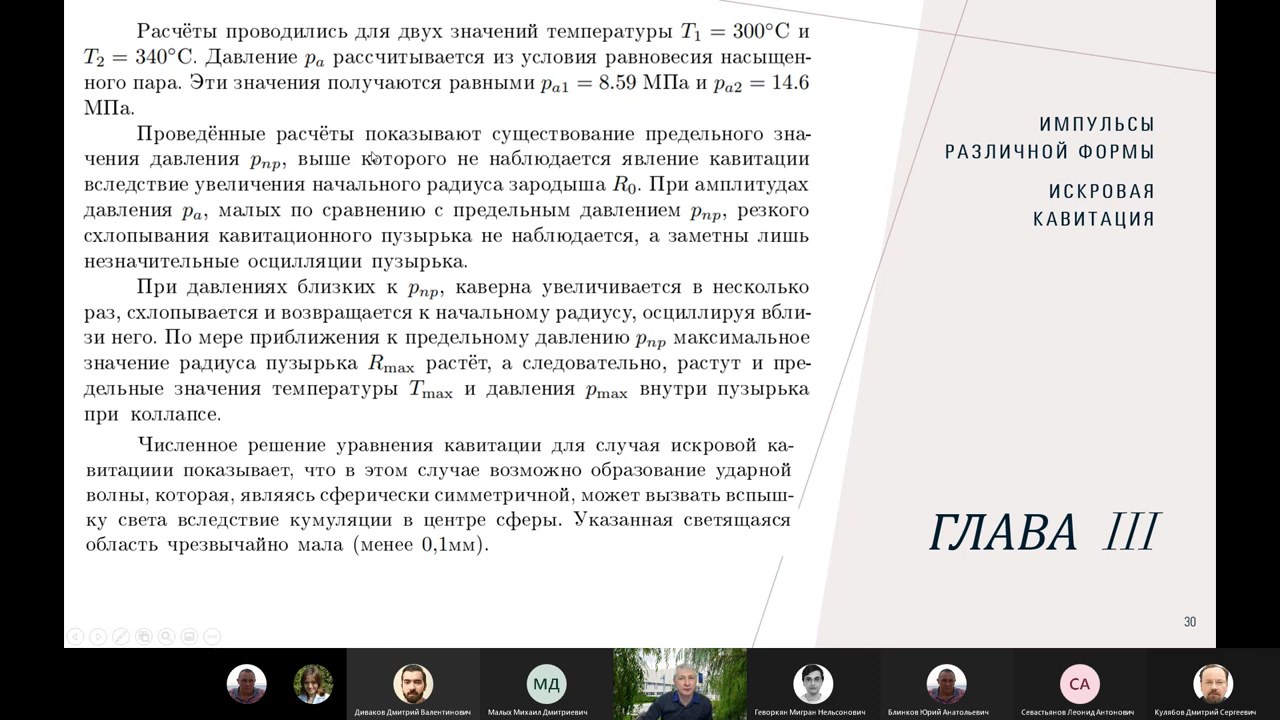 Расчёты проводились для двух значений температуры T₁ = 300°C и
T₂ = 340°C. Давление pₐ рассчитывается из условия равновесия насыщен-
ного пара. Эти значения получаются равными pₐ₁ = 8.59 МПа и pₐ₂ = 14.6
МПа.
Проведённые расчёты показывают существование предельного зна-
чения давления pпр, выше которого не наблюдается явление кавитации
вследствие увеличения начального радиуса зародыша R₀. При амплитудах
давления pₐ, малых по сравнению с предельным давлением pпр, резкого
схлопывания кавитационного пузырька не наблюдается, а заметны лишь
незначительные осцилляции пузырька.
При давлениях близких к pпр, каверна увеличивается в несколько
раз, схлопывается и возвращается к начальному радиусу, осциллируя вбли-
зи него. По мере приближения к предельному давлению pпр максимальное
значение радиуса пузырька Rmax растёт, а следовательно, растут и пре-
дельные значения температуры Tmax и давления pmax внутри пузырька
при коллапсе.
Численное решение уравнения кавитации для случая искровой ка-
витациии показывает, что в этом случае возможно образование ударной
волны, которая, являясь сферически симметричной, может вызвать вспыш-
ку света вследствие кумуляции в центре сферы. Указанная светящаяся
область чрезвычайно мала (менее 0,1мм).
ИМПУЛЬСЫ
РАЗЛИЧНОЙ ФОРМЫ
ИСКРОВАЯ
КАВИТАЦИЯ
ГЛАВА III
30
МД
СА
Диваков Дмитрий Валентинович
Малых Михаил Дмитриевич
Геворкян Мигран Нельсонович
Блинков Юрий Анатольевич
Севастьянов Леонид Антонович
Кулябов Дмитрий Сергеевич